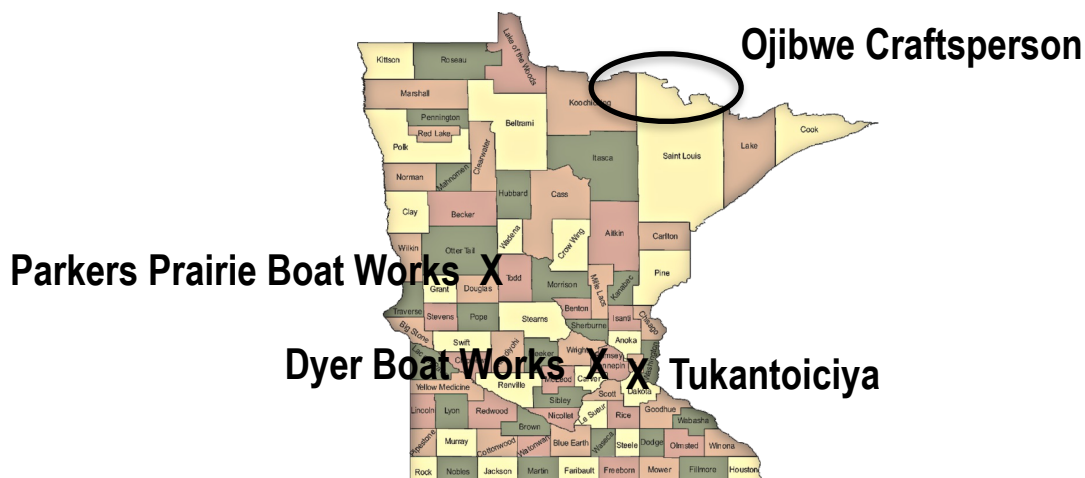 Ojibwe Craftsperson
Kittson
Roseau
Lake of the Woods
Marshall
Koochiching
Pennington
Beltrami
Red Lake
Polk
Clearwater
Cook
Lake
Saint Louis
Itasca
Norman
Mahnomen
Hubbard
Cass
Clay
Becker
Aitkin
Carlton
Wadena
Crow Wing
Wilkin
Otter Tail
Parkers Prairie Boat Works X
Todd
Pine
Grant
Douglas
Morrison
Mille Lacs
Kanabec
Traverse
Stevens
Pope
Stearns
Benton
Isanti
Chisago
Big Stone
Sherburne
Swift
Anoka
Wright
Dyer Boat Works X
X Tukantoiciya
Yellow Medicine
Renville
McLeod
Carver
Scott
Dakota
Sibley
Lincoln
Lyon
Redwood
Nicollet
Le Sueur
Rice
Goodhue
Wabasha
Brown
Pipestone
Murray
Cottonwood
Watonwan
Blue Earth
Waseca
Steele
Dodge
Olmsted
Winona
Rock
Nobles
Jackson
Martin
Faribault
Freeborn
Mower
Fillmore
Houston